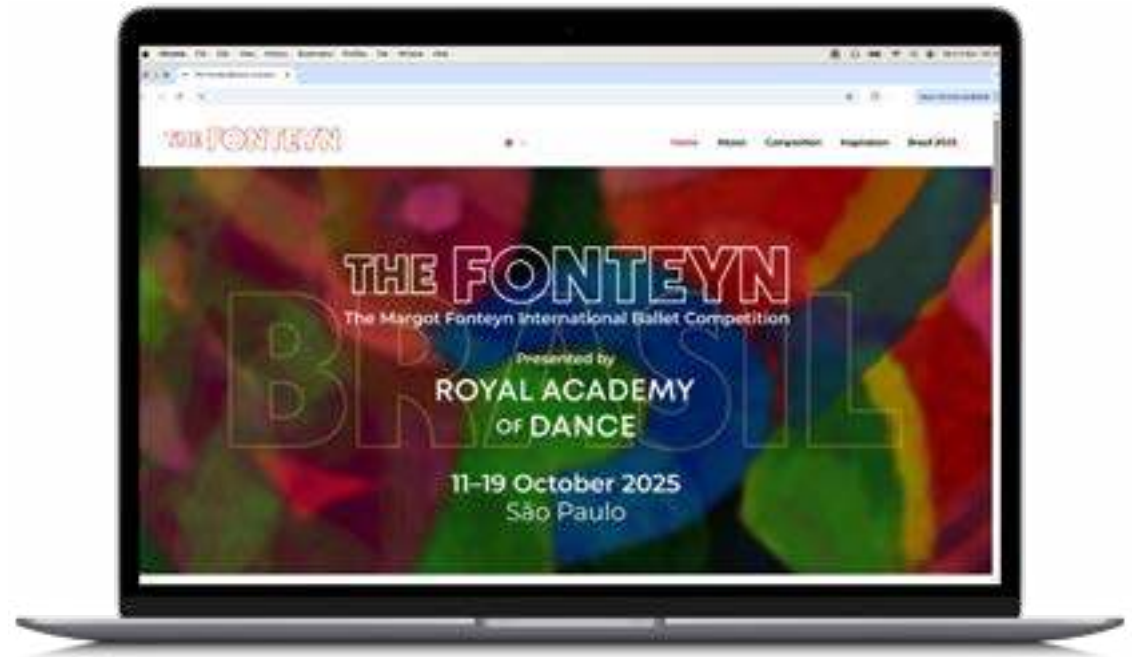 THE FONTEYN
Home About Competition Inspiration Brasil 2025
THE FONTEYN
The Margot Fonteyn International Ballet Competition
BRASIL
Presented by
ROYAL ACADEMY
OF DANCE
11–19 October 2025
São Paulo